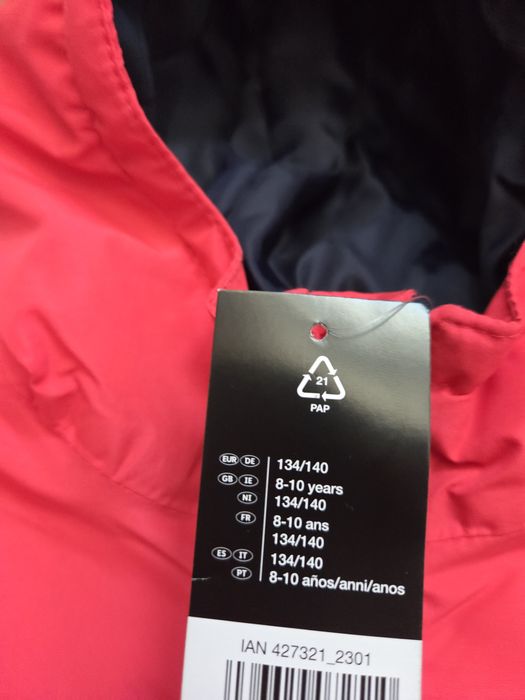 21
PAP
EUR DE 134/140
GB IE 8-10 years
NI 134/140
FR 8-10 ans
134/140
ES IT 134/140
PT 8-10 años/anni/anos
IAN 427321_2301